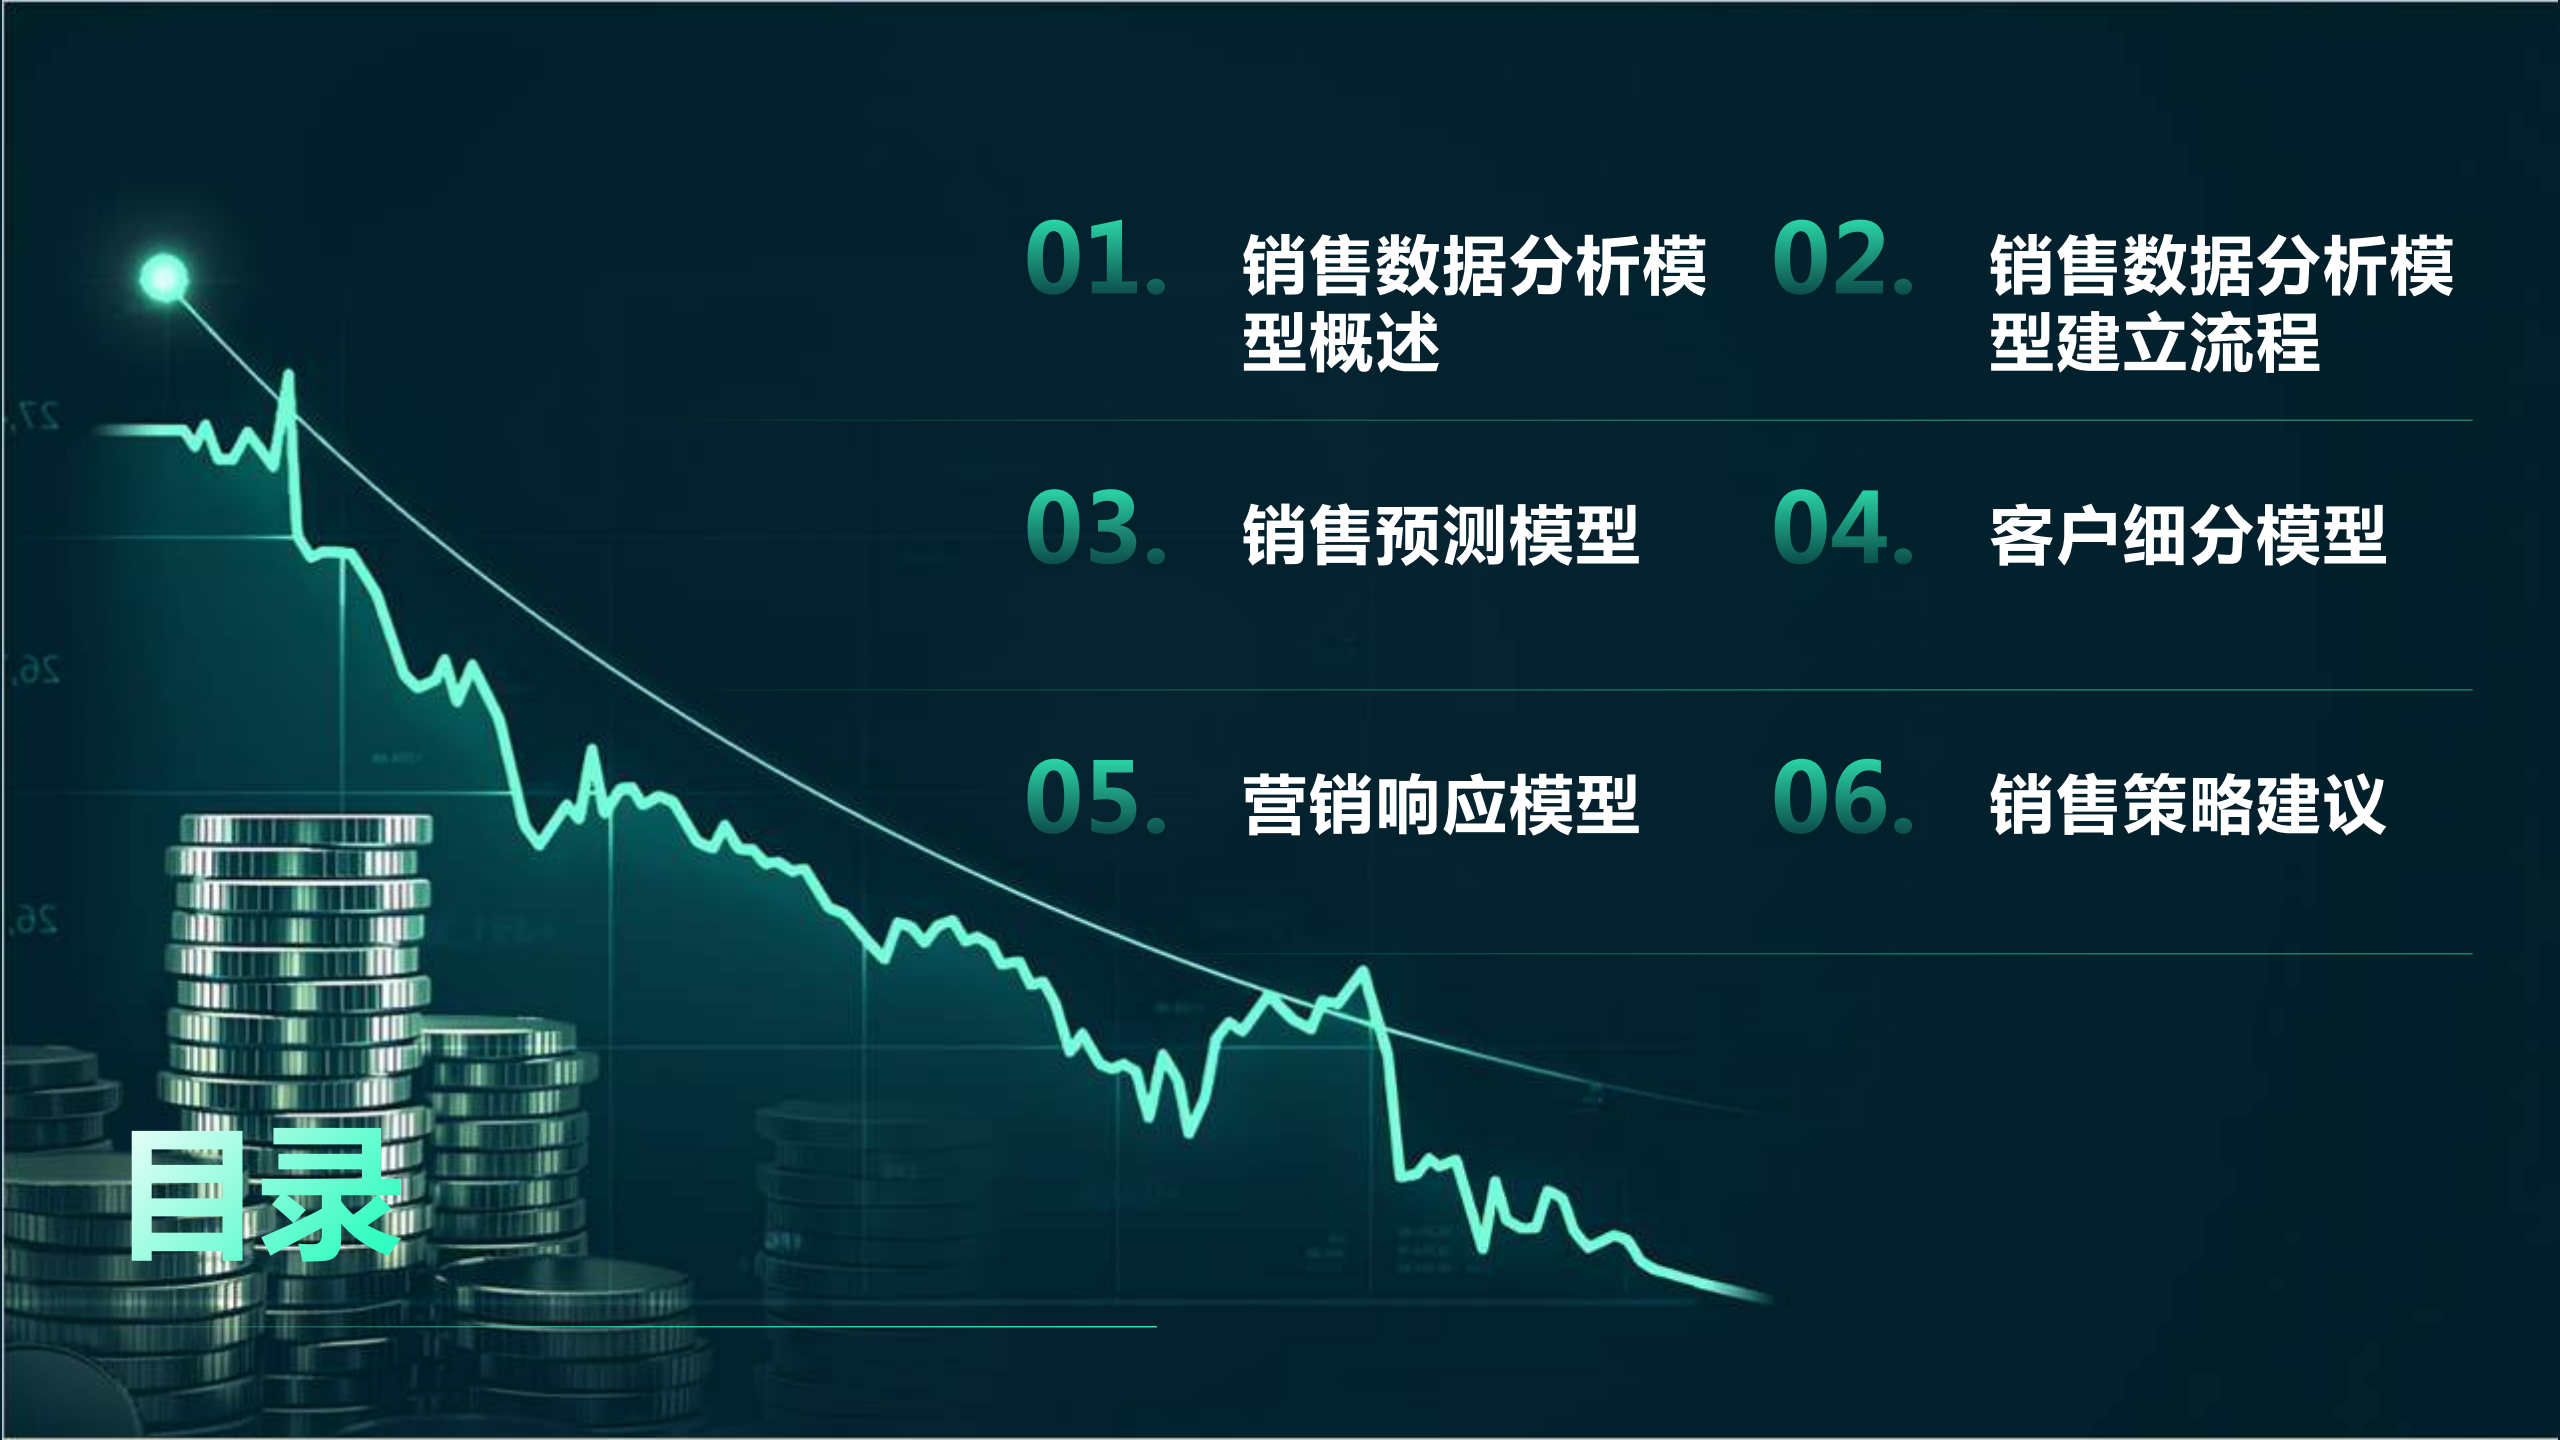 01. 销售数据分析模
型概述
02. 销售数据分析模
型建立流程
03. 销售预测模型
04. 客户细分模型
05. 营销响应模型
06. 销售策略建议
目录